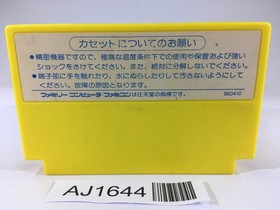 カセットについてのお願い
●精密機器ですので、極端な温度条件下での使用や保管および強い
ショックをさけてください。また、絶対に分解しないでください。
●端子部に手を触れたり、水にぬらしたりして汚さないようにして
ください。故障の原因となります。
ファミリーコンピュータ・ファミコンは任天堂の商標です。 860410
AJ1644